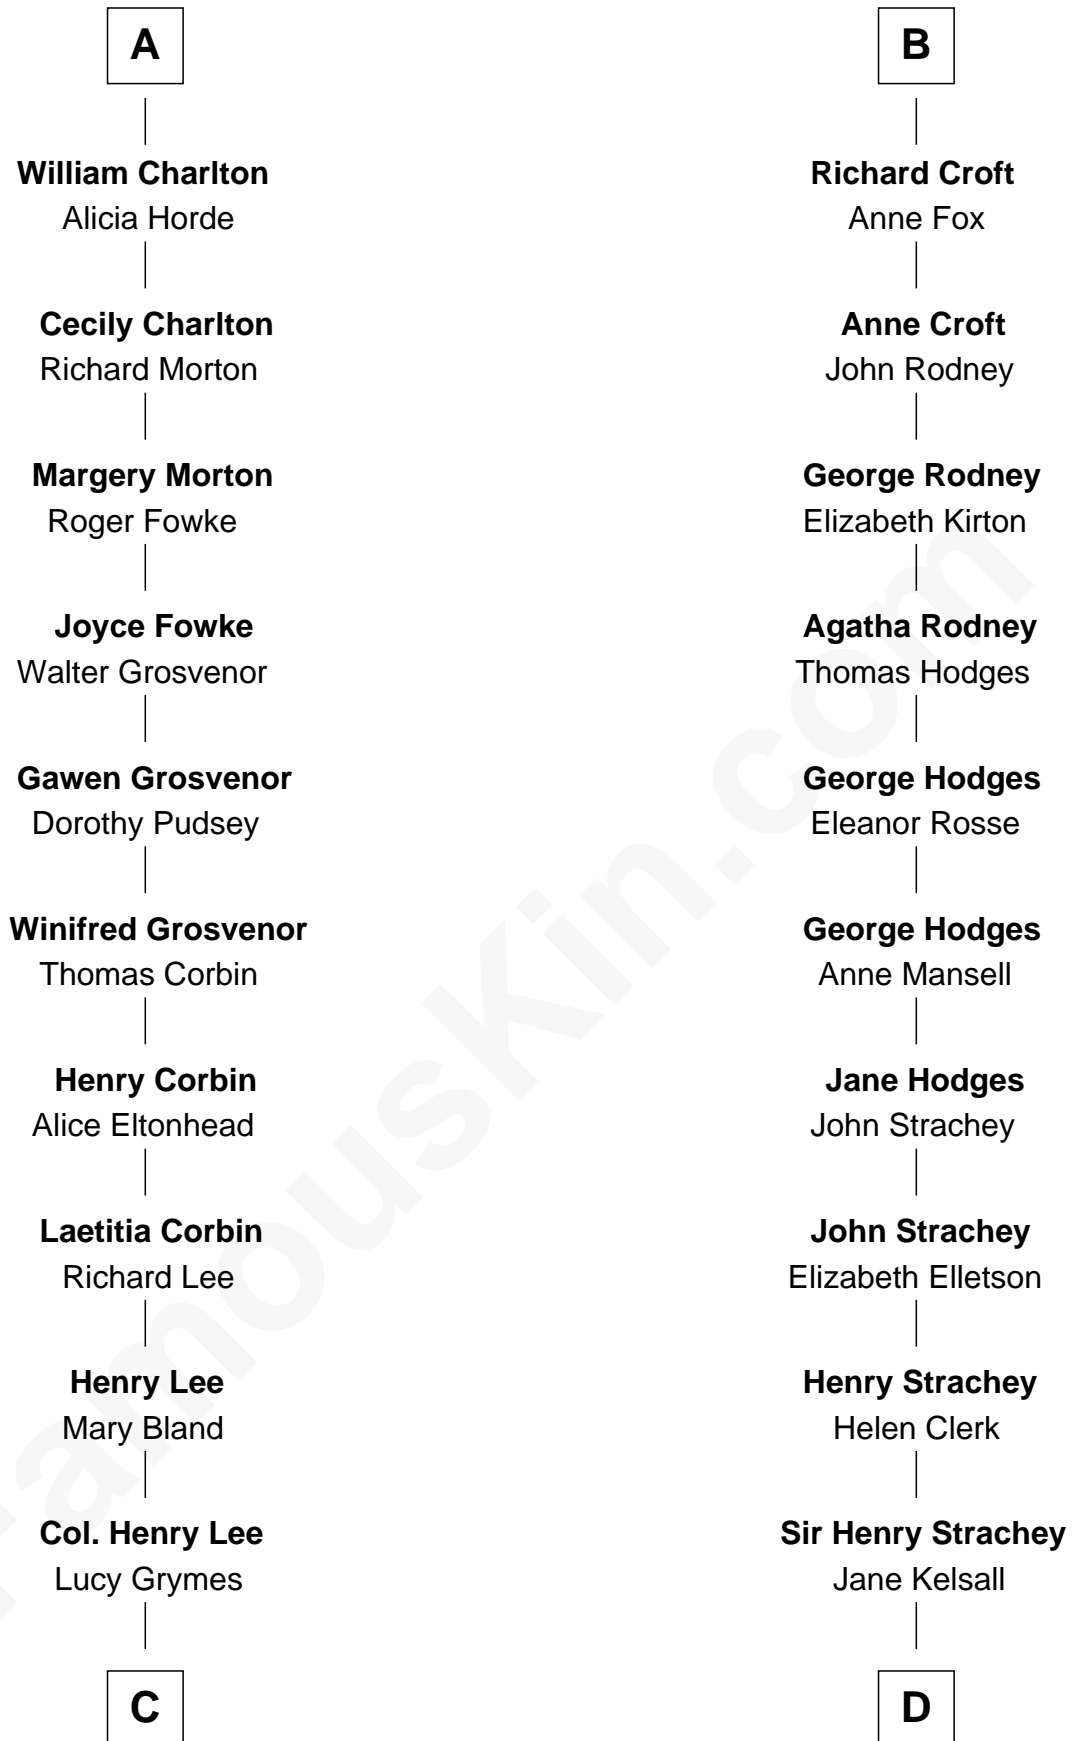 A
William Charlton
Alicia Horde
Cecily Charlton
Richard Morton
Margery Morton
Roger Fowke
Joyce Fowke
Walter Grosvenor
Gawen Grosvenor
Dorothy Pudsey
Winifred Grosvenor
Thomas Corbin
Henry Corbin
Alice Eltonhead
Laetitia Corbin
Richard Lee
Henry Lee
Mary Bland
Col. Henry Lee
Lucy Grymes
C
B
Richard Croft
Anne Fox
Anne Croft
John Rodney
George Rodney
Elizabeth Kirton
Agatha Rodney
Thomas Hodges
George Hodges
Eleanor Rosse
George Hodges
Anne Mansell
Jane Hodges
John Strachey
John Strachey
Elizabeth Elletson
Henry Strachey
Helen Clerk
Sir Henry Strachey
Jane Kelsall
D
FamousKin.com